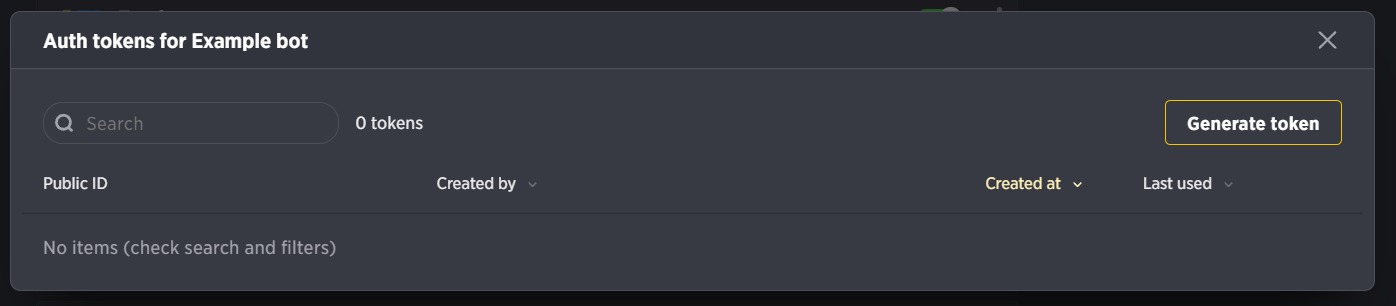 Auth tokens for Example bot
Search
0 tokens
Generate token
Public ID
Created by
Created at
Last used
No items (check search and filters)